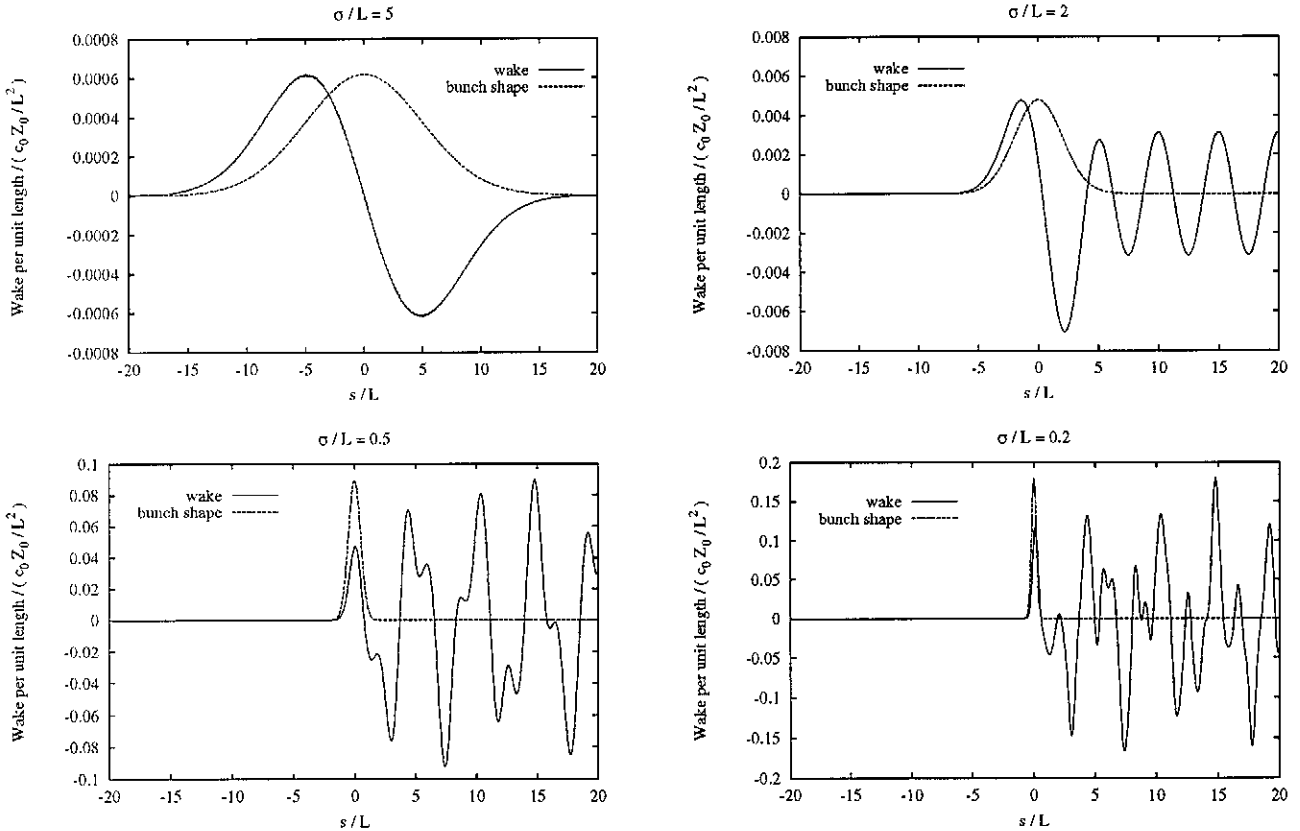 σ / L = 5
0.0008
0.0006
0.0004
0.0002
0
-0.0002
-0.0004
-0.0006
-0.0008
Wake per unit length / ( c₀ Z₀ / L² )
wake
bunch shape
-20 -15 -10 -5 0 5 10 15 20
s / L
σ / L = 2
0.008
0.006
0.004
0.002
0
-0.002
-0.004
-0.006
-0.008
Wake per unit length / ( c₀ Z₀ / L² )
wake
bunch shape
-20 -15 -10 -5 0 5 10 15 20
s / L
σ / L = 0.5
0.1
0.08
0.06
0.04
0.02
0
-0.02
-0.04
-0.06
-0.08
-0.1
Wake per unit length / ( c₀ Z₀ / L² )
wake
bunch shape
-20 -15 -10 -5 0 5 10 15 20
s / L
σ / L = 0.2
0.2
0.15
0.1
0.05
0
-0.05
-0.1
-0.15
-0.2
Wake per unit length / ( c₀ Z₀ / L² )
wake
bunch shape
-20 -15 -10 -5 0 5 10 15 20
s / L